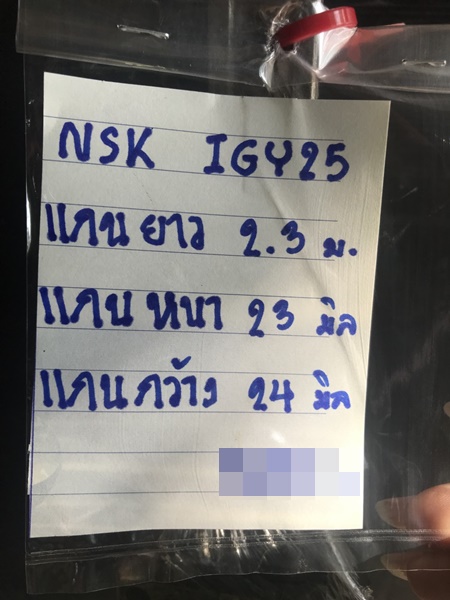 NSK IGY25
แกนยาว 2.3 ม.
แกนหนา 23 มิล
แกนกว้าง 24 มิล